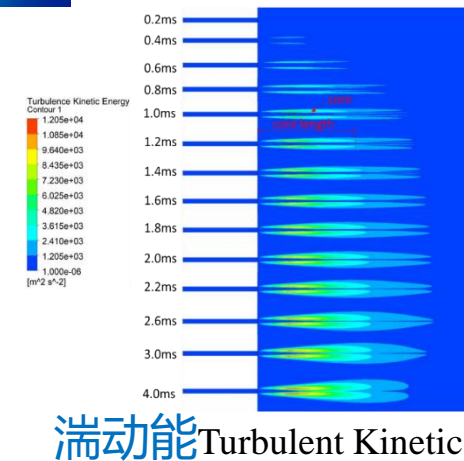 0.2ms
0.4ms
0.6ms
0.8ms
core
Turbulence Kinetic Energy
Contour 1
1.0ms
core length
1.205e+04
1.085e+04
9.640e+03
8.435e+03
7.230e+03
6.025e+03
4.820e+03
3.615e+03
2.410e+03
1.205e+03
1.000e-06
[m^2 s^-2]
1.2ms
1.4ms
1.6ms
1.8ms
2.0ms
2.2ms
2.6ms
3.0ms
4.0ms
湍动能Turbulent Kinetic